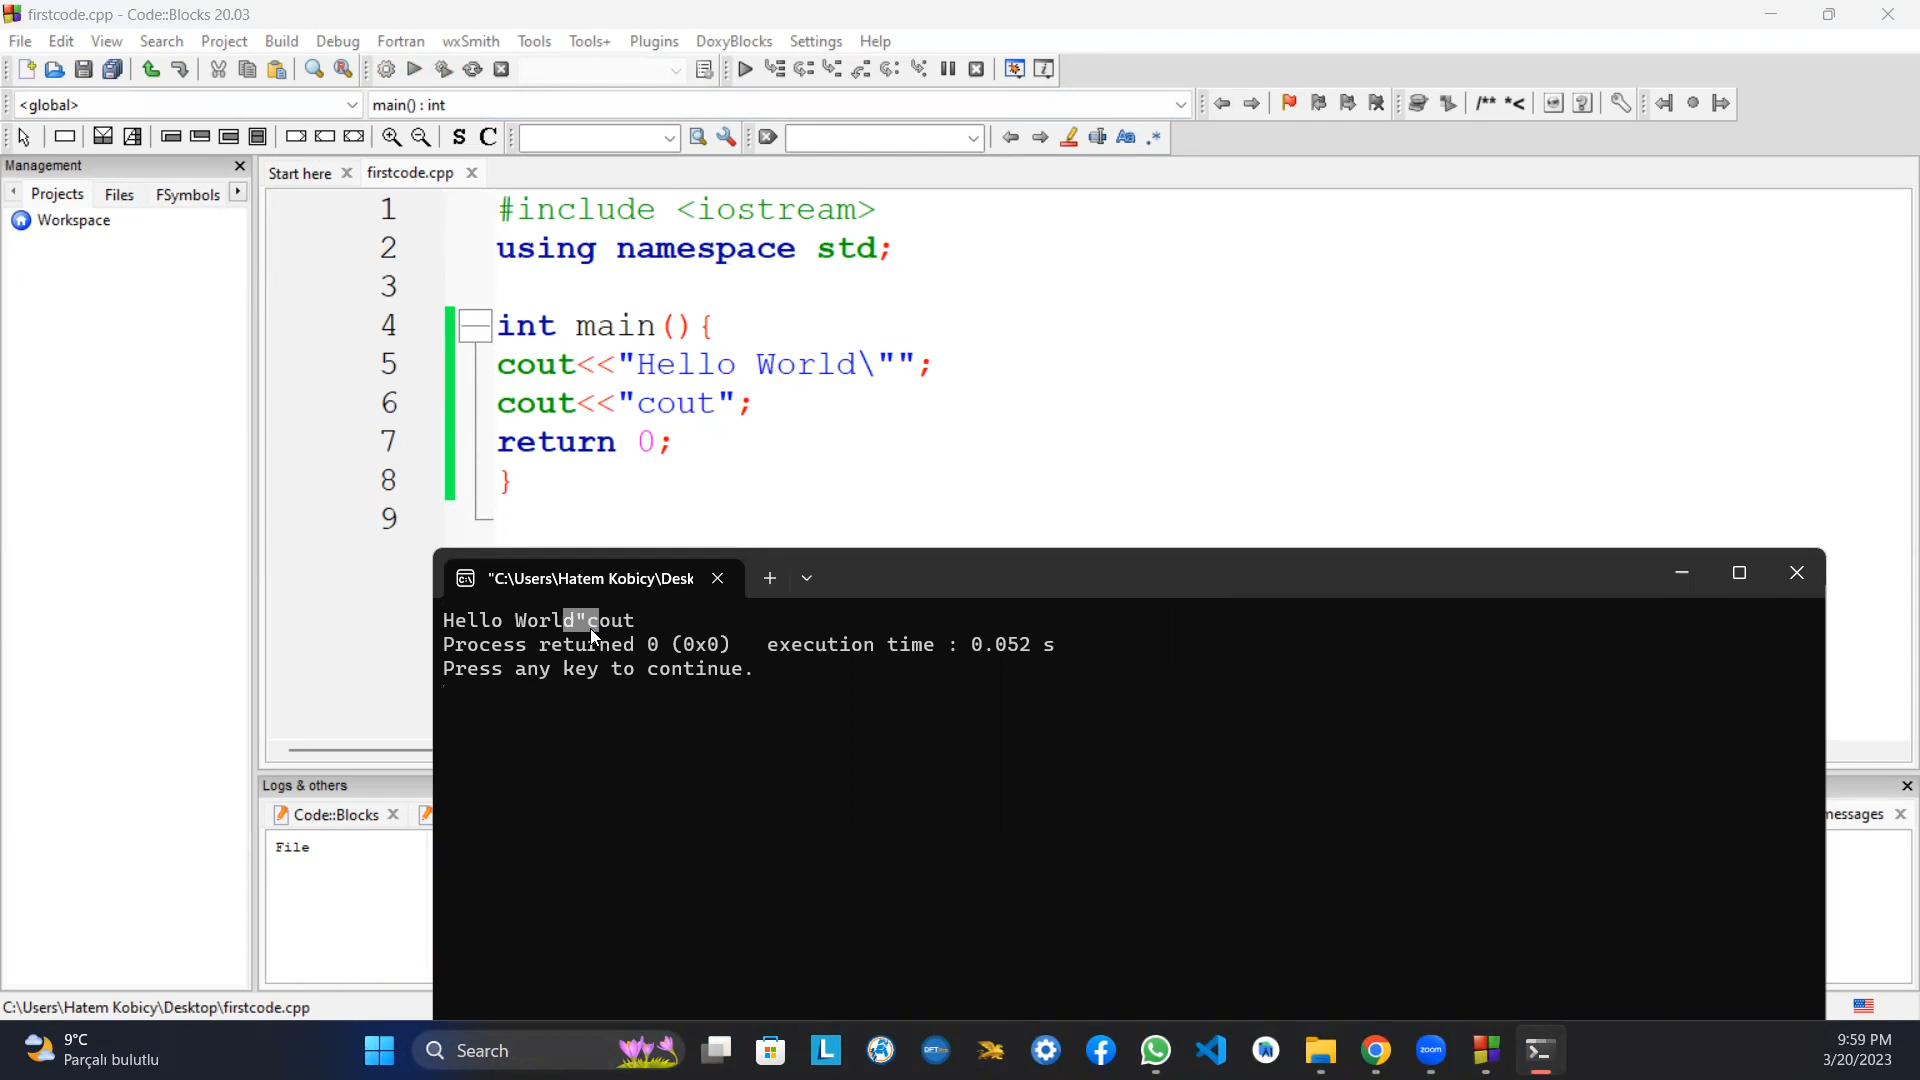 firstcode.cpp - Code::Blocks 20.03
File Edit View Search Project Build Debug Fortran wxSmith Tools Tools+ Plugins DoxyBlocks Settings Help
<global> main() : int
/** *<
S C Aa .*
Management
Projects Files FSymbols
Workspace
Start here firstcode.cpp
1 #include <iostream>
2 using namespace std;
3
4 int main(){
5 cout<<"Hello World\"";
6 cout<<"cout";
7 return 0;
8 }
9
"C:\Users\Hatem Kobicy\Desk
Hello World"cout
Process returned 0 (0x0)   execution time : 0.052 s
Press any key to continue.
Logs & others
Code::Blocks
File
C:\Users\Hatem Kobicy\Desktop\firstcode.cpp
9°C
Parçalı bulutlu
Search
L
zoom
9:59 PM
3/20/2023